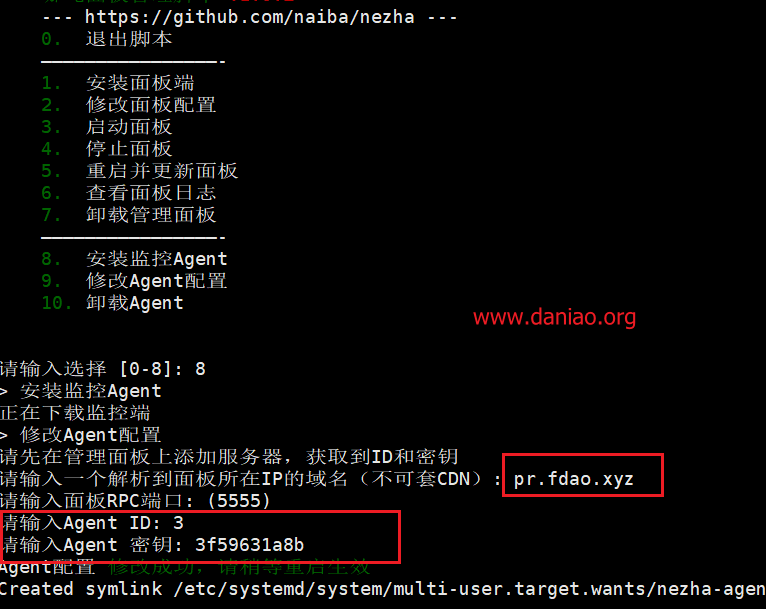 --- https://github.com/naiba/nezha ---
0. 退出脚本
————————————————-
1. 安装面板端
2. 修改面板配置
3. 启动面板
4. 停止面板
5. 重启并更新面板
6. 查看面板日志
7. 卸载管理面板
————————————————-
8. 安装监控Agent
9. 修改Agent配置
10. 卸载Agent
www.daniao.org
请输入选择 [0-8]: 8
> 安装监控Agent
正在下载监控端
> 修改Agent配置
请先在管理面板上添加服务器，获取到ID和密钥
请输入一个解析到面板所在IP的域名（不可套CDN）: pr.fdao.xyz
请输入面板RPC端口: (5555)
请输入Agent ID: 3
请输入Agent 密钥: 3f59631a8b
Agent配置 修改成功，请稍等重启生效
Created symlink /etc/systemd/system/multi-user.target.wants/nezha-agen